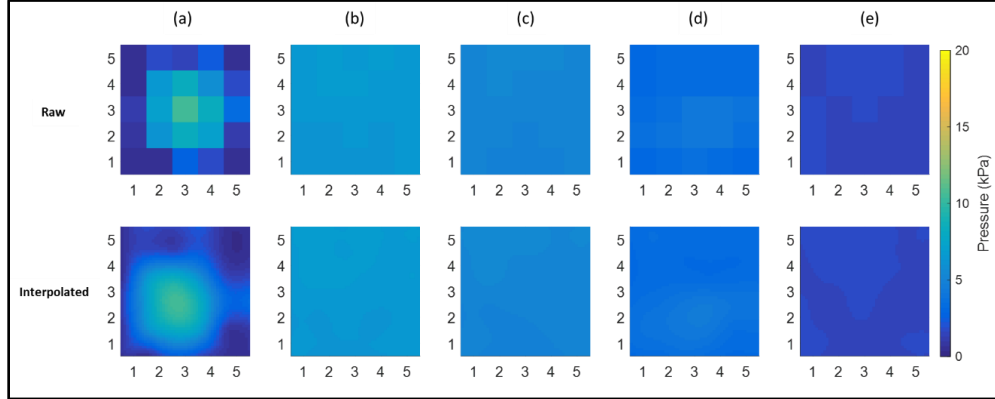 (a) (b) (c) (d) (e)
5 5 5 5 5 20
4 4 4 4 4
15
Raw 3 3 3 3 3
2 2 2 2 2
1 1 1 1 1
1 2 3 4 5 1 2 3 4 5 1 2 3 4 5 1 2 3 4 5 1 2 3 4 5
10
Pressure (kPa)
5 5 5 5 5
4 4 4 4 4
5
Interpolated 3 3 3 3 3
2 2 2 2 2
1 1 1 1 1
0
1 2 3 4 5 1 2 3 4 5 1 2 3 4 5 1 2 3 4 5 1 2 3 4 5